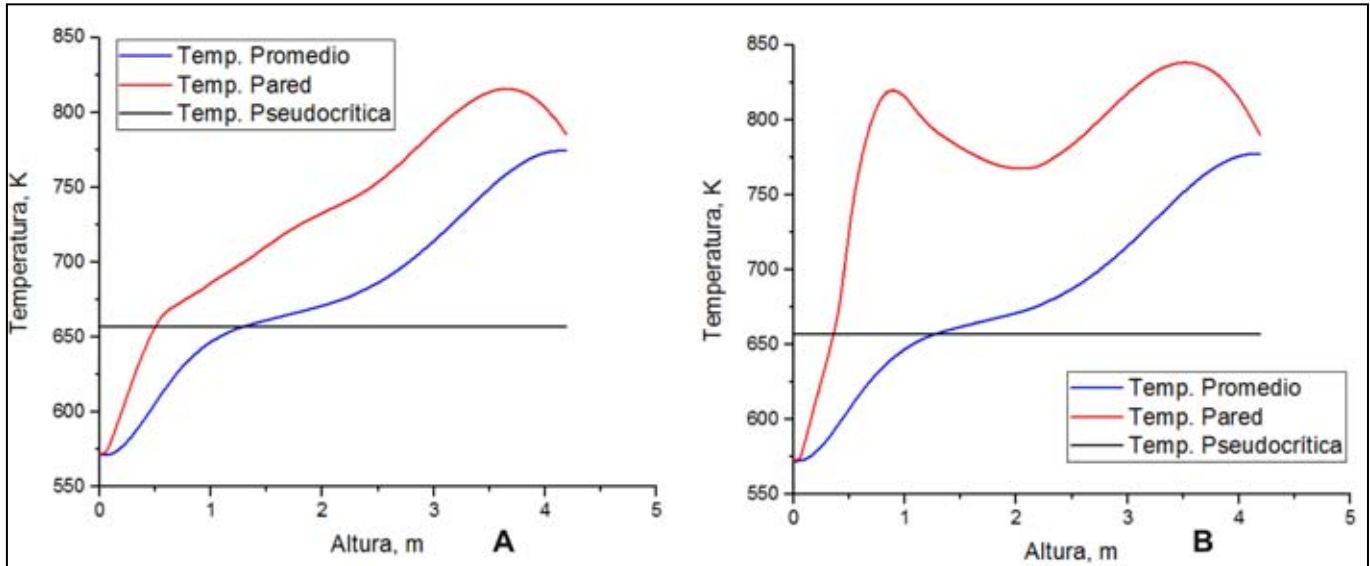 850
800
750
700
650
600
550
Temperatura, K
0
1
2
3
4
5
Altura, m
A
Temp. Promedio
Temp. Pared
Temp. Pseudocrítica
850
800
750
700
650
600
550
Temperatura, K
0
1
2
3
4
5
Altura, m
B
Temp. Promedio
Temp. Pared
Temp. Pseudocrítica